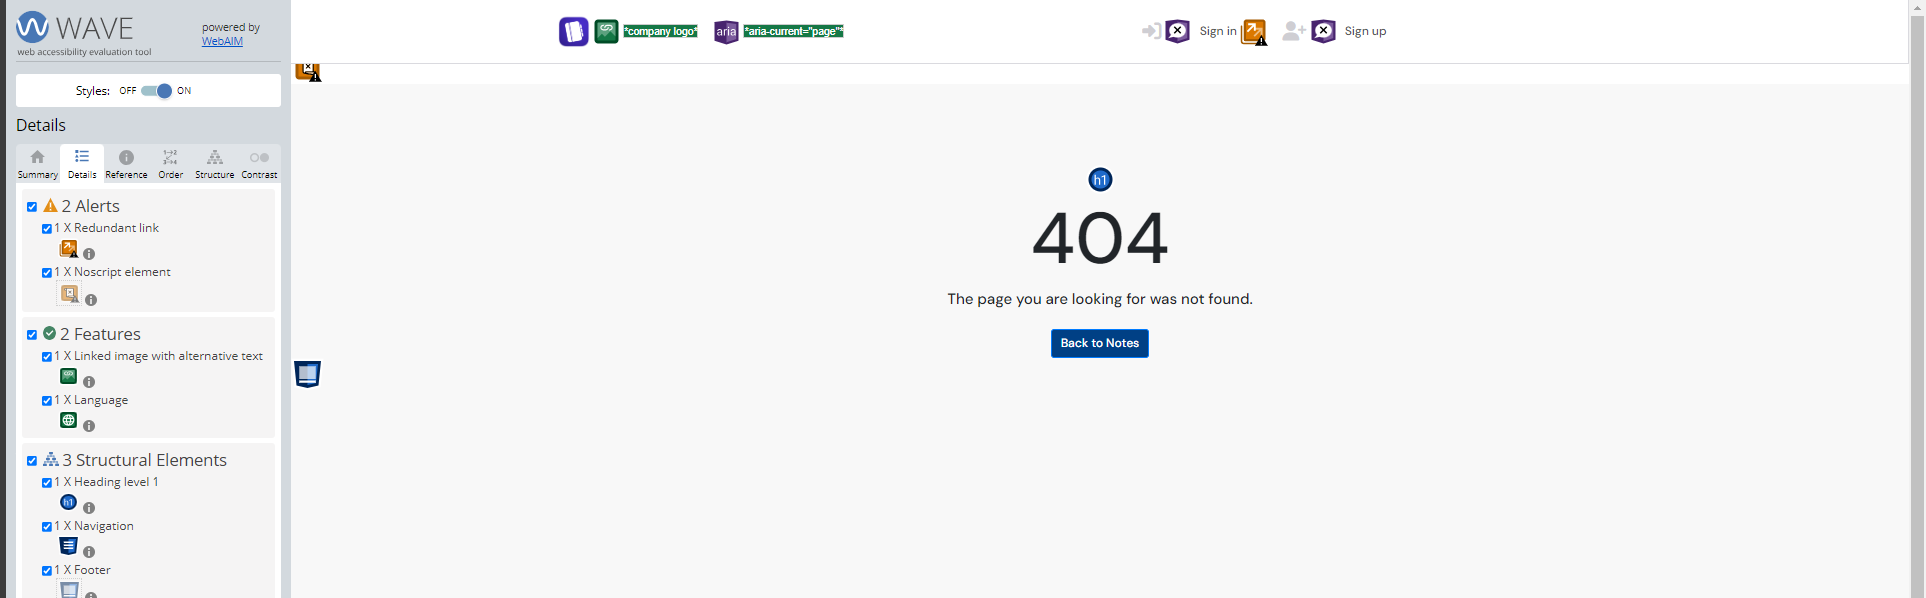 WAVE
web accessibility evaluation tool
powered by
WebAIM
Styles: OFF ON
Details
Summary Details Reference Order Structure Contrast
2 Alerts
1 X Redundant link
1 X Noscript element
2 Features
1 X Linked image with alternative text
1 X Language
3 Structural Elements
1 X Heading level 1
h1
1 X Navigation
1 X Footer
*company logo* aria *aria-current="page"*
Sign in Sign up
h1
404
The page you are looking for was not found.
Back to Notes